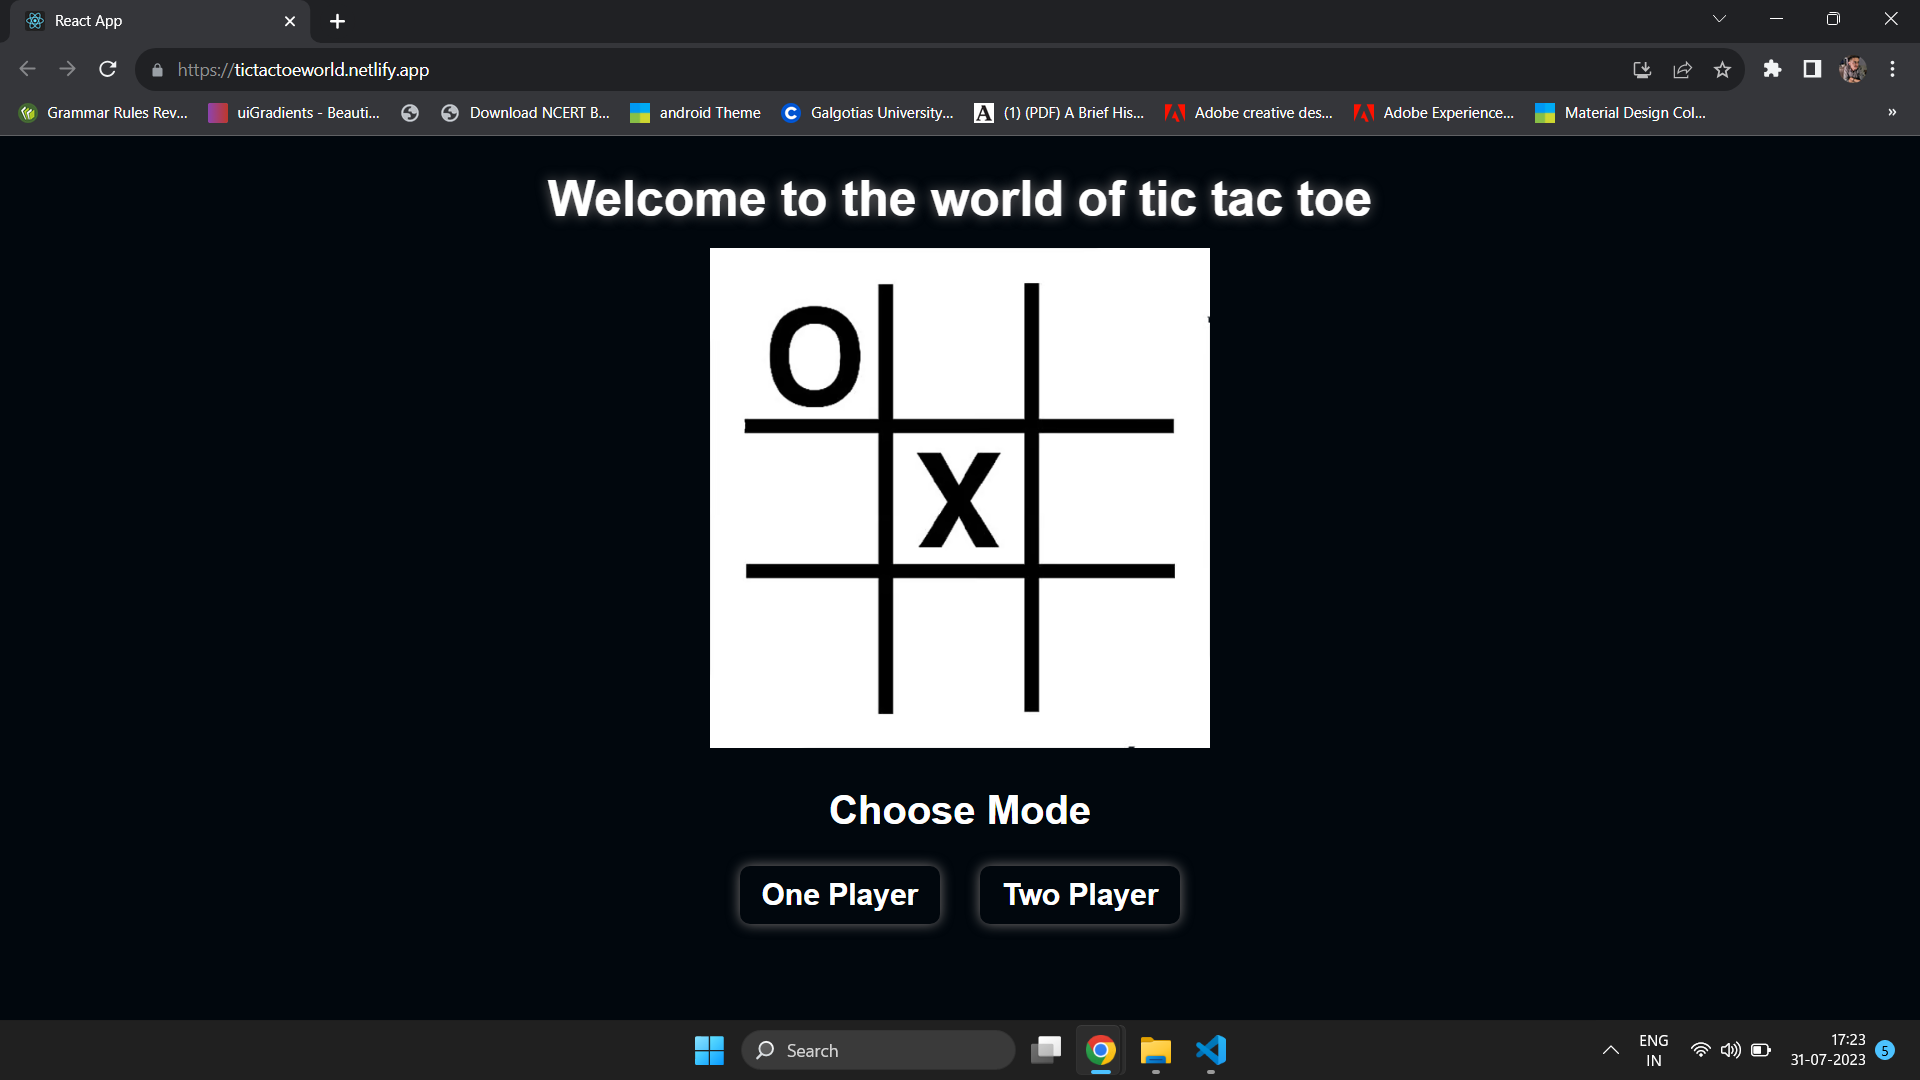 React App
https://tictactoeworld.netlify.app
Grammar Rules Rev...
uiGradients - Beauti...
Download NCERT B...
android Theme
C
Galgotias University...
A
(1) (PDF) A Brief His...
Adobe creative des...
Adobe Experience...
Material Design Col...
»
Welcome to the world of tic tac toe
O
X
Choose Mode
One Player
Two Player
Search
ENG
IN
17:23
31-07-2023
5